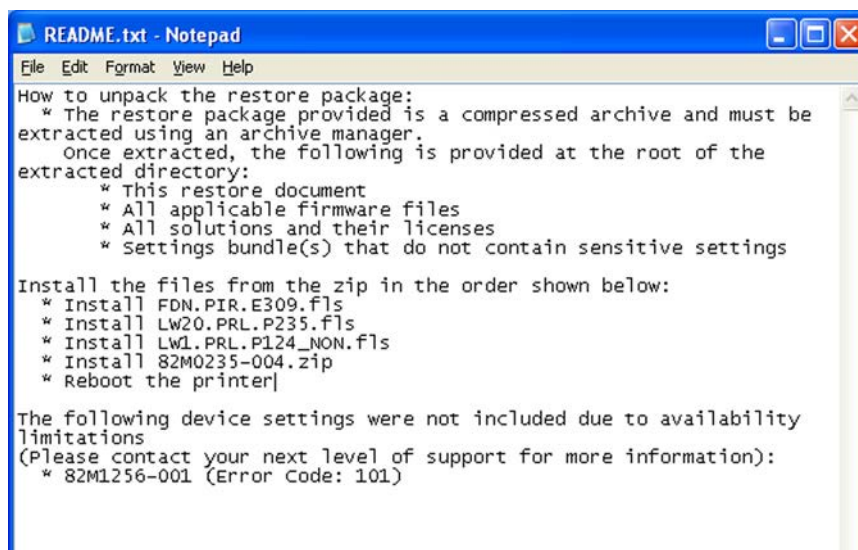 README.txt - Notepad
File Edit Format View Help
How to unpack the restore package:
* The restore package provided is a compressed archive and must be
extracted using an archive manager.
Once extracted, the following is provided at the root of the
extracted directory:
* This restore document
* All applicable firmware files
* All solutions and their licenses
* Settings bundle(s) that do not contain sensitive settings
Install the files from the zip in the order shown below:
* Install FDN.PIR.E309.fls
* Install LW20.PRL.P235.fls
* Install LW1.PRL.P124_NON.fls
* Install 82M0235-004.zip
* Reboot the printer
The following device settings were not included due to availability
limitations
(Please contact your next level of support for more information):
* 82M1256-001 (Error Code: 101)